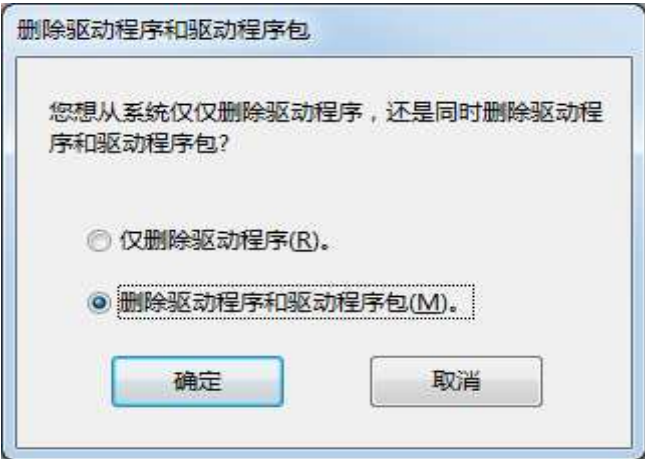 删除驱动程序和驱动程序包
您想从系统仅仅删除驱动程序，还是同时删除驱动程
序和驱动程序包?
仅删除驱动程序(R)。
删除驱动程序和驱动程序包(M)。
确定
取消